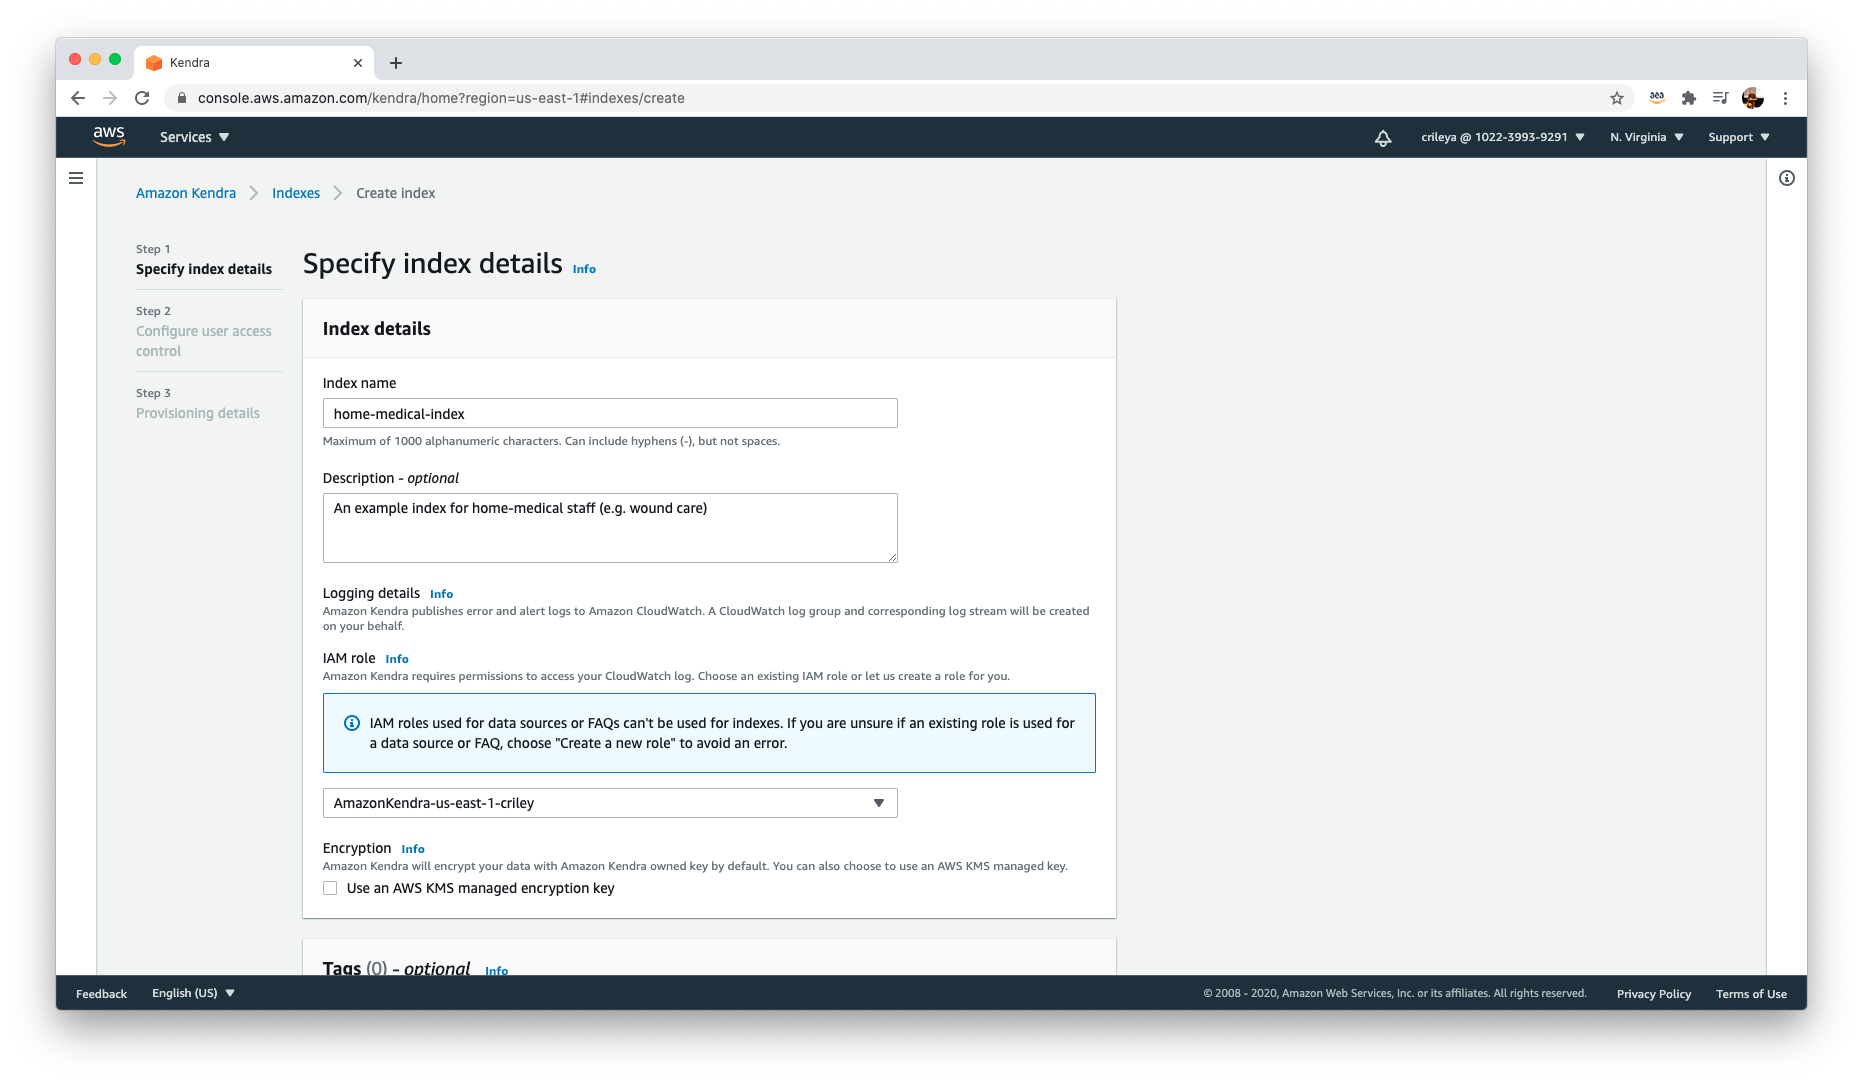 Kendra
console.aws.amazon.com/kendra/home?region=us-east-1#indexes/create
aws
Services
crileya @ 1022-3993-9291
N. Virginia
Support
Amazon Kendra
Indexes
Create index
Step 1
Specify index details
Step 2
Configure user access
control
Step 3
Provisioning details
Specify index details Info
Index details
Index name
home-medical-index
Maximum of 1000 alphanumeric characters. Can include hyphens (-), but not spaces.
Description - optional
An example index for home-medical staff (e.g. wound care)
Logging details Info
Amazon Kendra publishes error and alert logs to Amazon CloudWatch. A CloudWatch log group and corresponding log stream will be created
on your behalf.
IAM role Info
Amazon Kendra requires permissions to access your CloudWatch log. Choose an existing IAM role or let us create a role for you.
IAM roles used for data sources or FAQs can't be used for indexes. If you are unsure if an existing role is used for
a data source or FAQ, choose "Create a new role" to avoid an error.
AmazonKendra-us-east-1-criley
Encryption Info
Amazon Kendra will encrypt your data with Amazon Kendra owned key by default. You can also choose to use an AWS KMS managed key.
Use an AWS KMS managed encryption key
Tags (0) - optional Info
Feedback
English (US)
© 2008 - 2020, Amazon Web Services, Inc. or its affiliates. All rights reserved.
Privacy Policy
Terms of Use